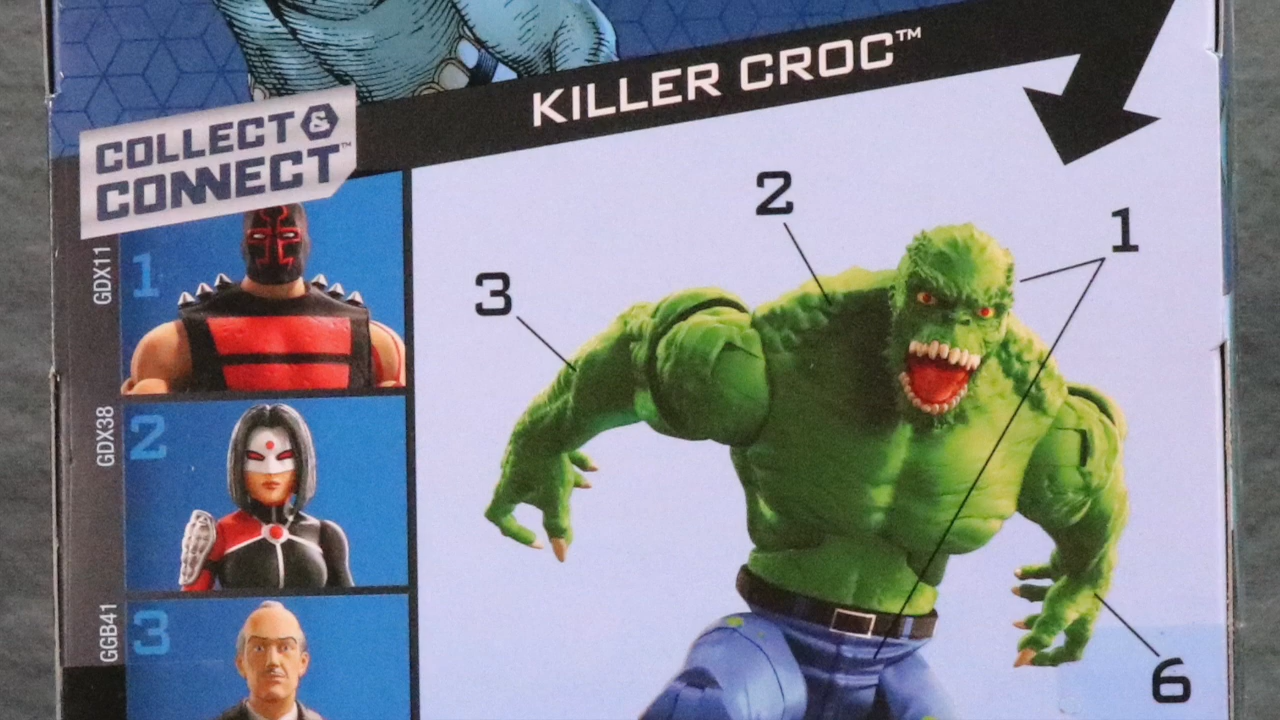 KILLER CROC™
COLLECT &
CONNECT™
GDX11
1
GDX38
2
GGB41
3
2
1
3
6